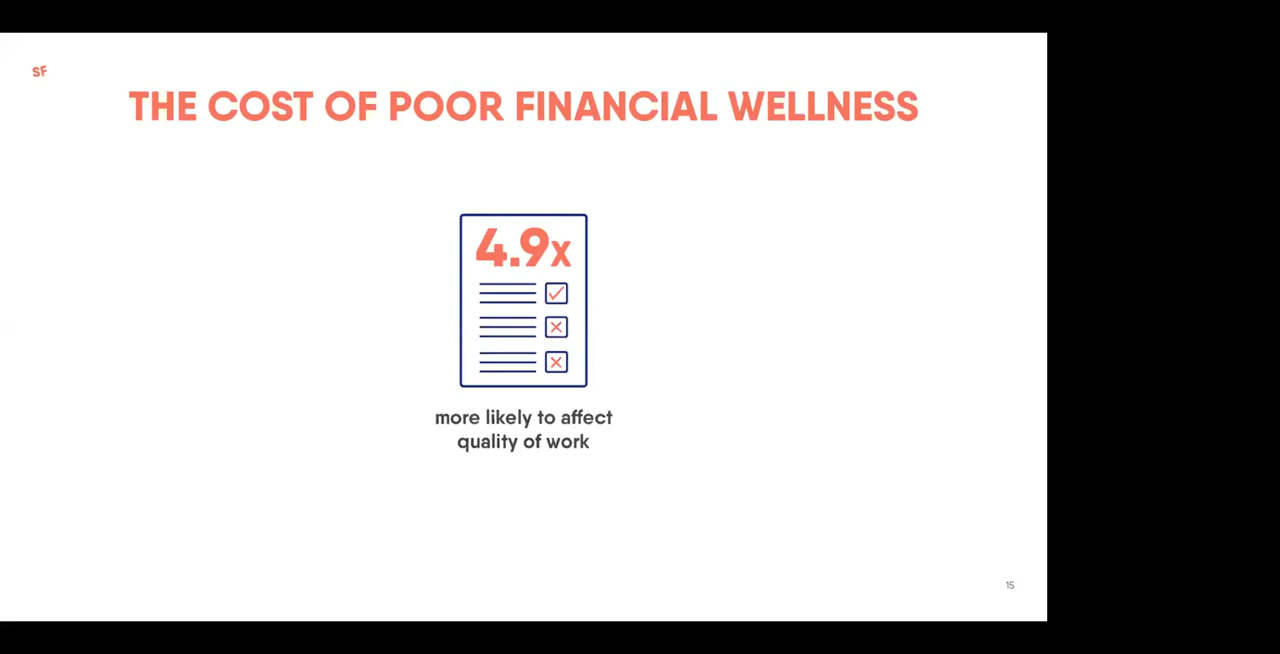 SF
THE COST OF POOR FINANCIAL WELLNESS
4.9x
more likely to affect
quality of work
15